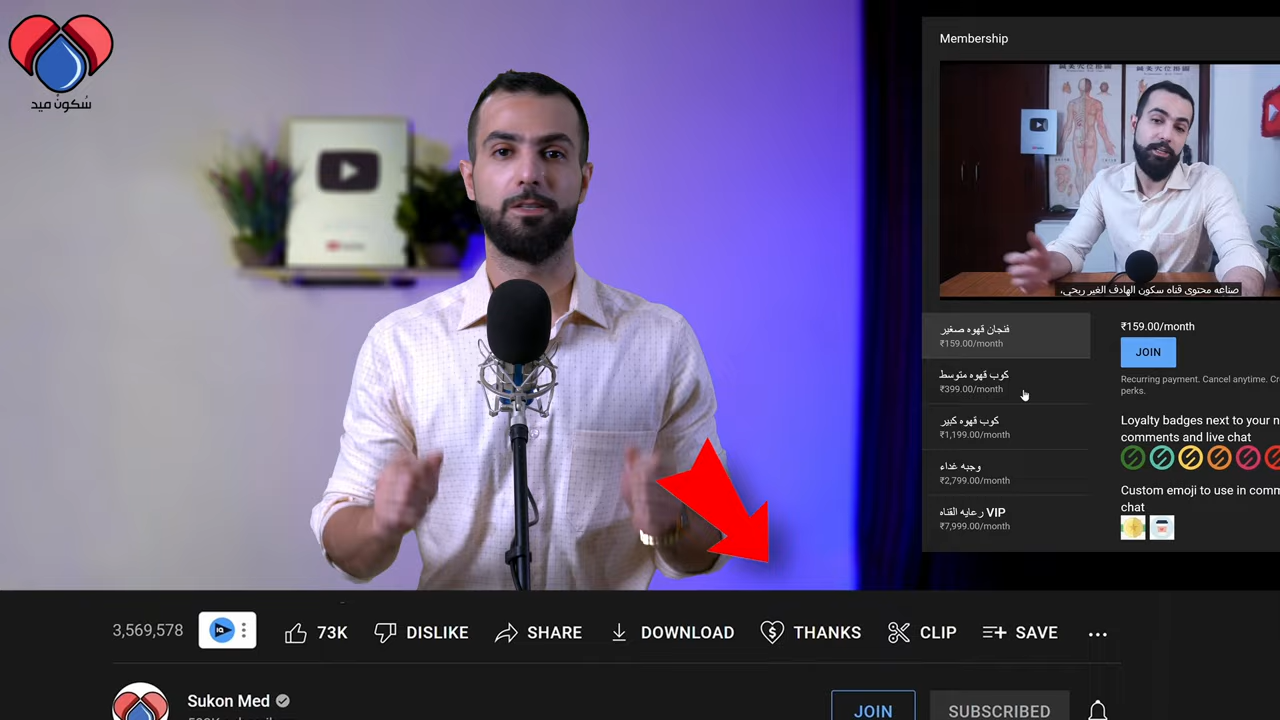 سُكونْ ميد
Membership
صناعه محتوى قناه سكون الهادف الغير ربحي،
فنجان قهوه صغير
₹159.00/month
كوب قهوه متوسط
₹399.00/month
كوب قهوه كبير
₹1,199.00/month
وجبه غداء
₹2,799.00/month
رعايه القناه VIP
₹7,999.00/month
₹159.00/month
JOIN
Recurring payment. Cancel anytime.
perks.
Loyalty badges next to your
comments and live chat
Custom emoji to use in
chat
3,569,578
IQ
73K
DISLIKE
SHARE
DOWNLOAD
THANKS
CLIP
SAVE
Sukon Med
JOIN
SUBSCRIBED